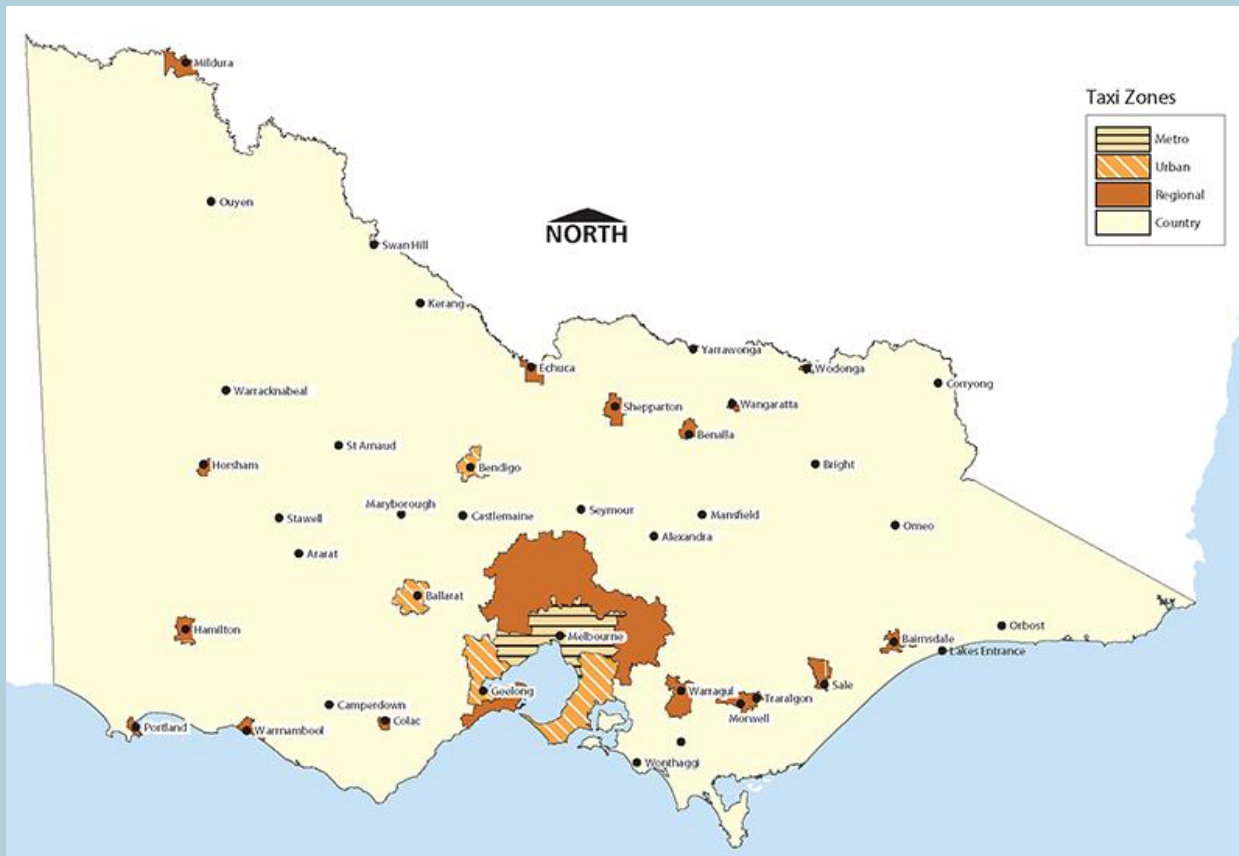 Mildura
Taxi Zones
Metro
Urban
Regional
Country
Ouyen
NORTH
Swan Hill
Kerang
Yarrawonga
Echuca
Wodonga
Corryong
Warracknabeal
Shepparton
Wangaratta
Benalla
St Arnaud
Horsham
Bendigo
Bright
Maryborough
Stawell
Castlemaine
Seymour
Mansfield
Omeo
Alexandra
Ararat
Ballarat
Hamilton
Melbourne
Orbost
Bairnsdale
Lakes Entrance
Geelong
Warragul
Traralgon
Sale
Camperdown
Morwell
Colac
Portland
Warrnambool
Wonthaggi